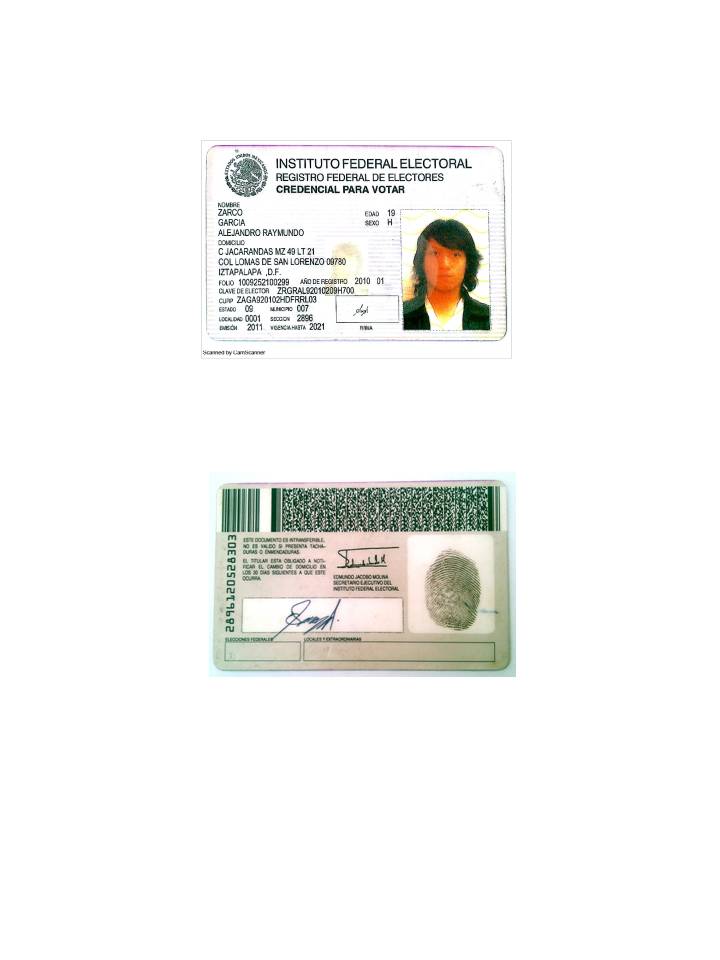 INSTITUTO FEDERAL ELECTORAL
REGISTRO FEDERAL DE ELECTORES
CREDENCIAL PARA VOTAR
NOMBRE
ZARCO
GARCIA
ALEJANDRO RAYMUNDO
EDAD 19
SEXO H
DOMICILIO
C JACARANDAS MZ 49 LT 21
COL LOMAS DE SAN LORENZO 09780
IZTAPALAPA ,D.F.
FOLIO 1009252100299 AÑO DE REGISTRO 2010 01
CLAVE DE ELECTOR ZRGRAL92010209H700
CURP ZAGA920102HDFRRL03
ESTADO 09 MUNICIPIO 007
LOCALIDAD 0001 SECCION 2896
EMISIÓN 2011 VIGENCIA HASTA 2021
FIRMA
Scanned by CamScanner
ESTE DOCUMENTO ES INTRANSFERIBLE,
NO ES VALIDO SI PRESENTA TACHA-
DURAS O ENMENDADURAS.
EL TITULAR ESTA OBLIGADO A NOTI-
FICAR EL CAMBIO DE DOMICILIO EN
LOS 30 DIAS SIGUIENTES A QUE ESTE
OCURRA.
EDMUNDO JACOBO MOLINA
SECRETARIO EJECUTIVO DEL
INSTITUTO FEDERAL ELECTORAL
2896120528303
ELECCIONES FEDERALES
LOCALES Y EXTRAORDINARIAS